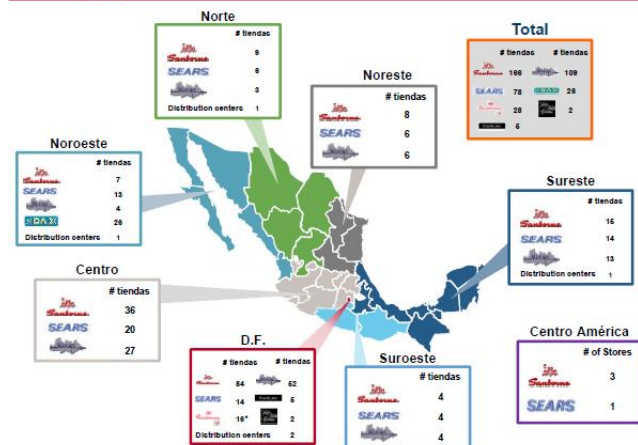 Norte
# tiendas
Sanborns 9
SEARS 6
3
Distribution centers 1
Total
# tiendas # tiendas
Sanborns 166 109
SEARS 78 DAX 26
28 2
5
Noreste
# tiendas
Sanborns 8
SEARS 6
6
Noroeste
# tiendas
Sanborns 7
SEARS 13
4
DAX 26
Distribution centers 1
Sureste
# tiendas
Sanborns 15
SEARS 14
13
Distribution centers 1
Centro
# tiendas
Sanborns 36
SEARS 20
27
D.F.
# tiendas # tiendas
Sanborns 84 52
SEARS 14 5
16* 2
Distribution centers 2
Suroeste
# tiendas
Sanborns 4
SEARS 4
4
Centro América
# of Stores
Sanborns 3
SEARS 1